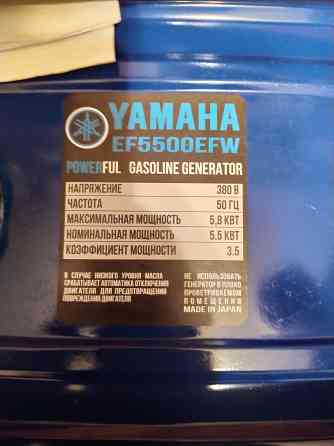 YAMAHA
EF5500EFW
POWERFUL GASOLINE GENERATOR
НАПРЯЖЕНИЕ 380 В
ЧАСТОТА 50 ГЦ
МАКСИМАЛЬНАЯ МОЩНОСТЬ 5,8 КВТ
НОМИНАЛЬНАЯ МОЩНОСТЬ 5.5 КВТ
КОЭФФИЦИЕНТ МОЩНОСТИ 3.5
В СЛУЧАЕ НИЗКОГО УРОВНЯ МАСЛА
СРАБАТЫВАЕТ АВТОМАТИКА ОТКЛЮЧЕНИЯ
ДВИГАТЕЛЯ ДЛЯ ПРЕДОТВРАЩЕНИЯ
ПОВРЕЖДЕНИЯ ДВИГАТЕЛЯ
НЕ ИСПОЛЬЗОВАТЬ
ГЕНЕРАТОР В ПЛОХО
ПРОВЕТРИВАЕМОМ
ПОМЕЩЕНИИ
MADE IN JAPAN